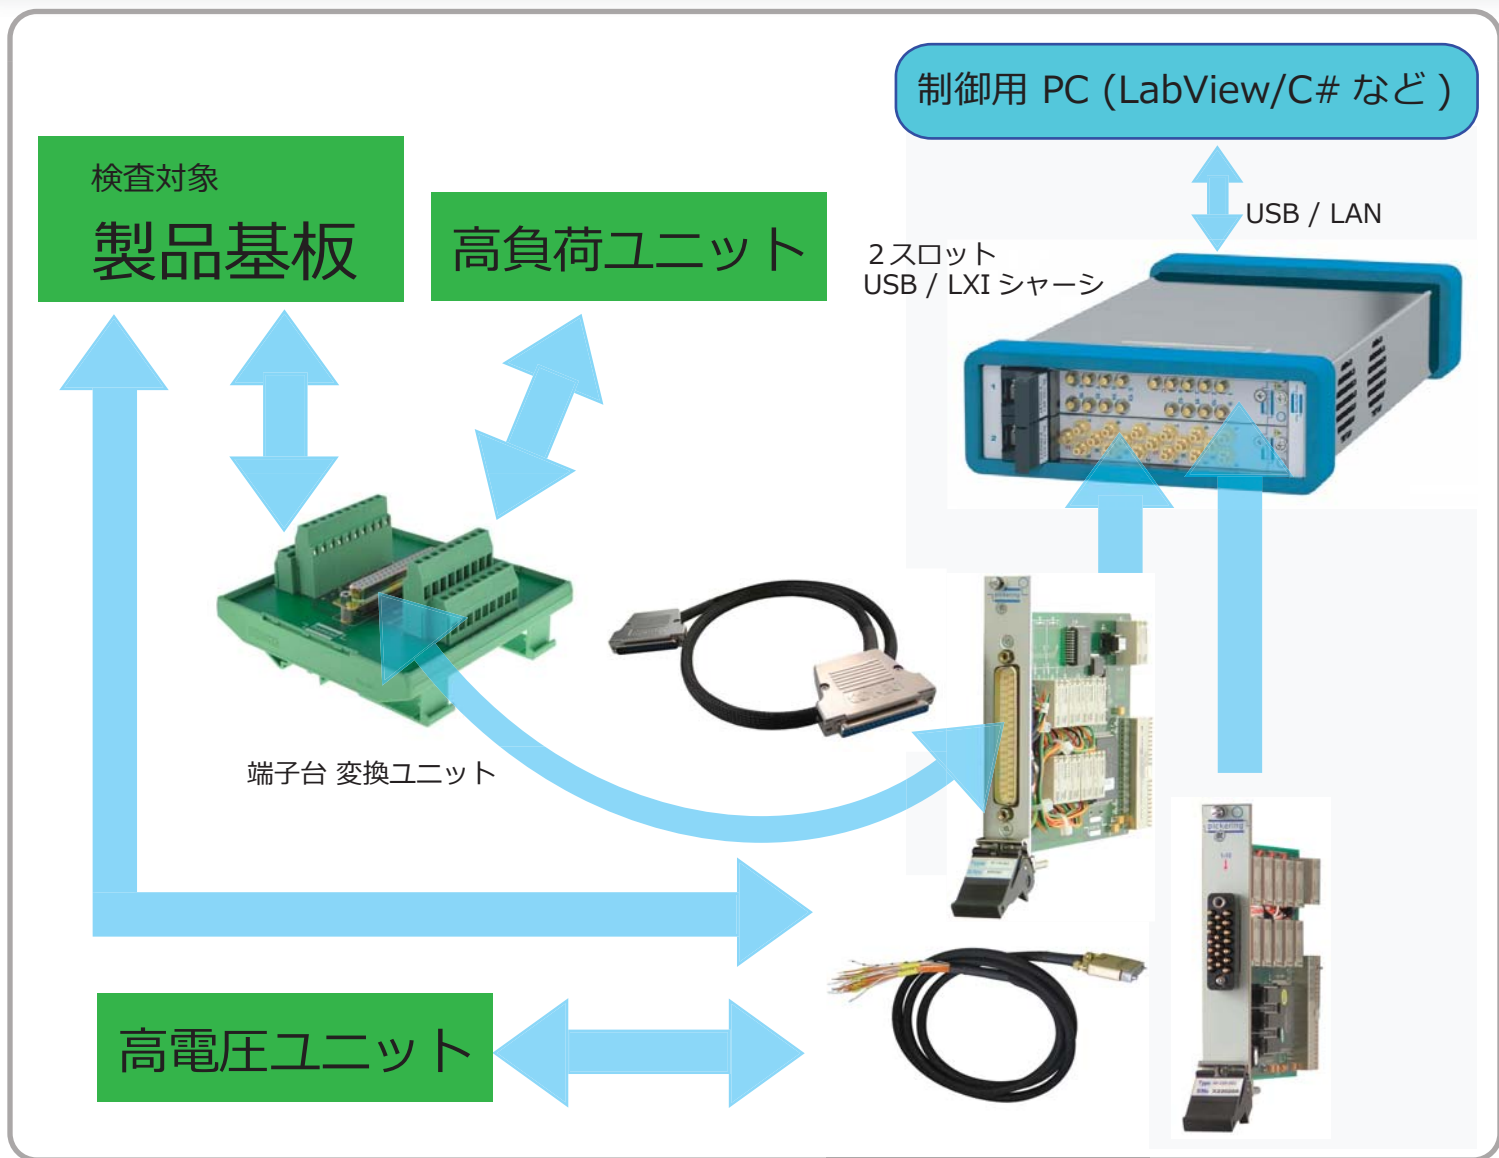 制御用 PC (LabView/C# など )
検査対象
製品基板
高負荷ユニット
USB / LAN
2スロット
USB / LXI シャーシ
端子台 変換ユニット
pickering
高電圧ユニット